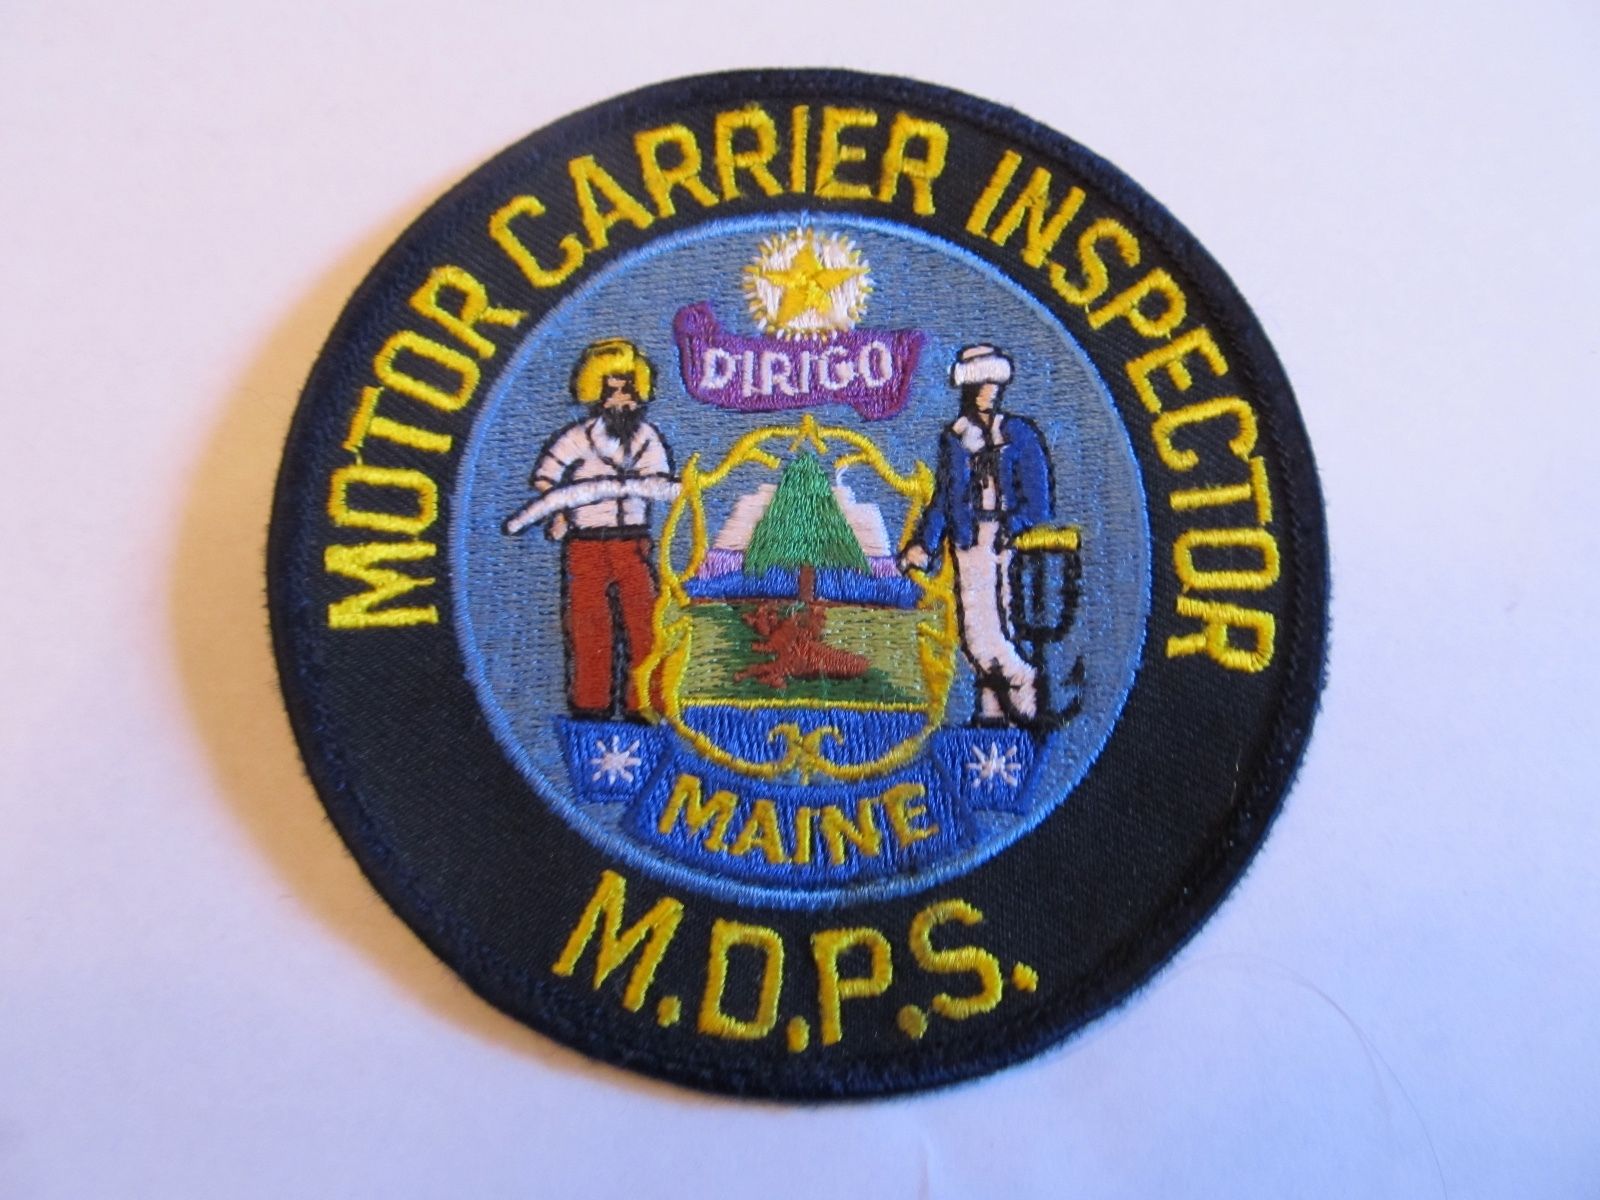 MOTOR CARRIER INSPECTOR
DIRIGO
MAINE
M.D.P.S.